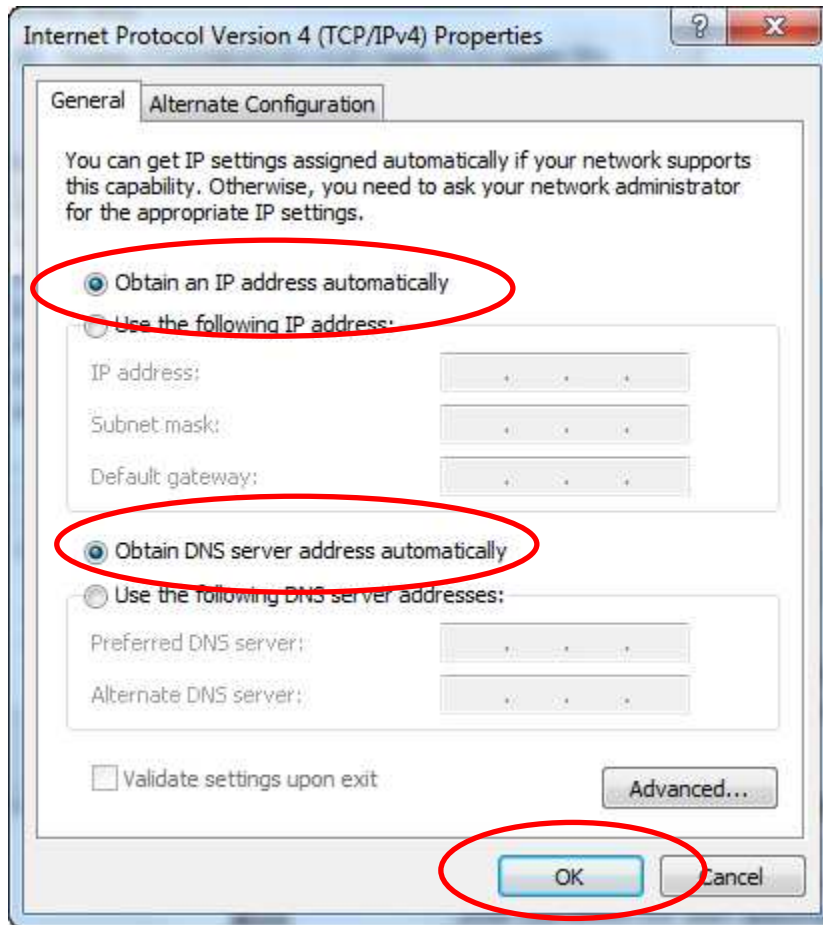 Internet Protocol Version 4 (TCP/IPv4) Properties
General
Alternate Configuration
You can get IP settings assigned automatically if your network supports
this capability. Otherwise, you need to ask your network administrator
for the appropriate IP settings.
Obtain an IP address automatically
Use the following IP address:
IP address:
Subnet mask:
Default gateway:
Obtain DNS server address automatically
Use the following DNS server addresses:
Preferred DNS server:
Alternate DNS server:
Validate settings upon exit
Advanced...
OK
Cancel